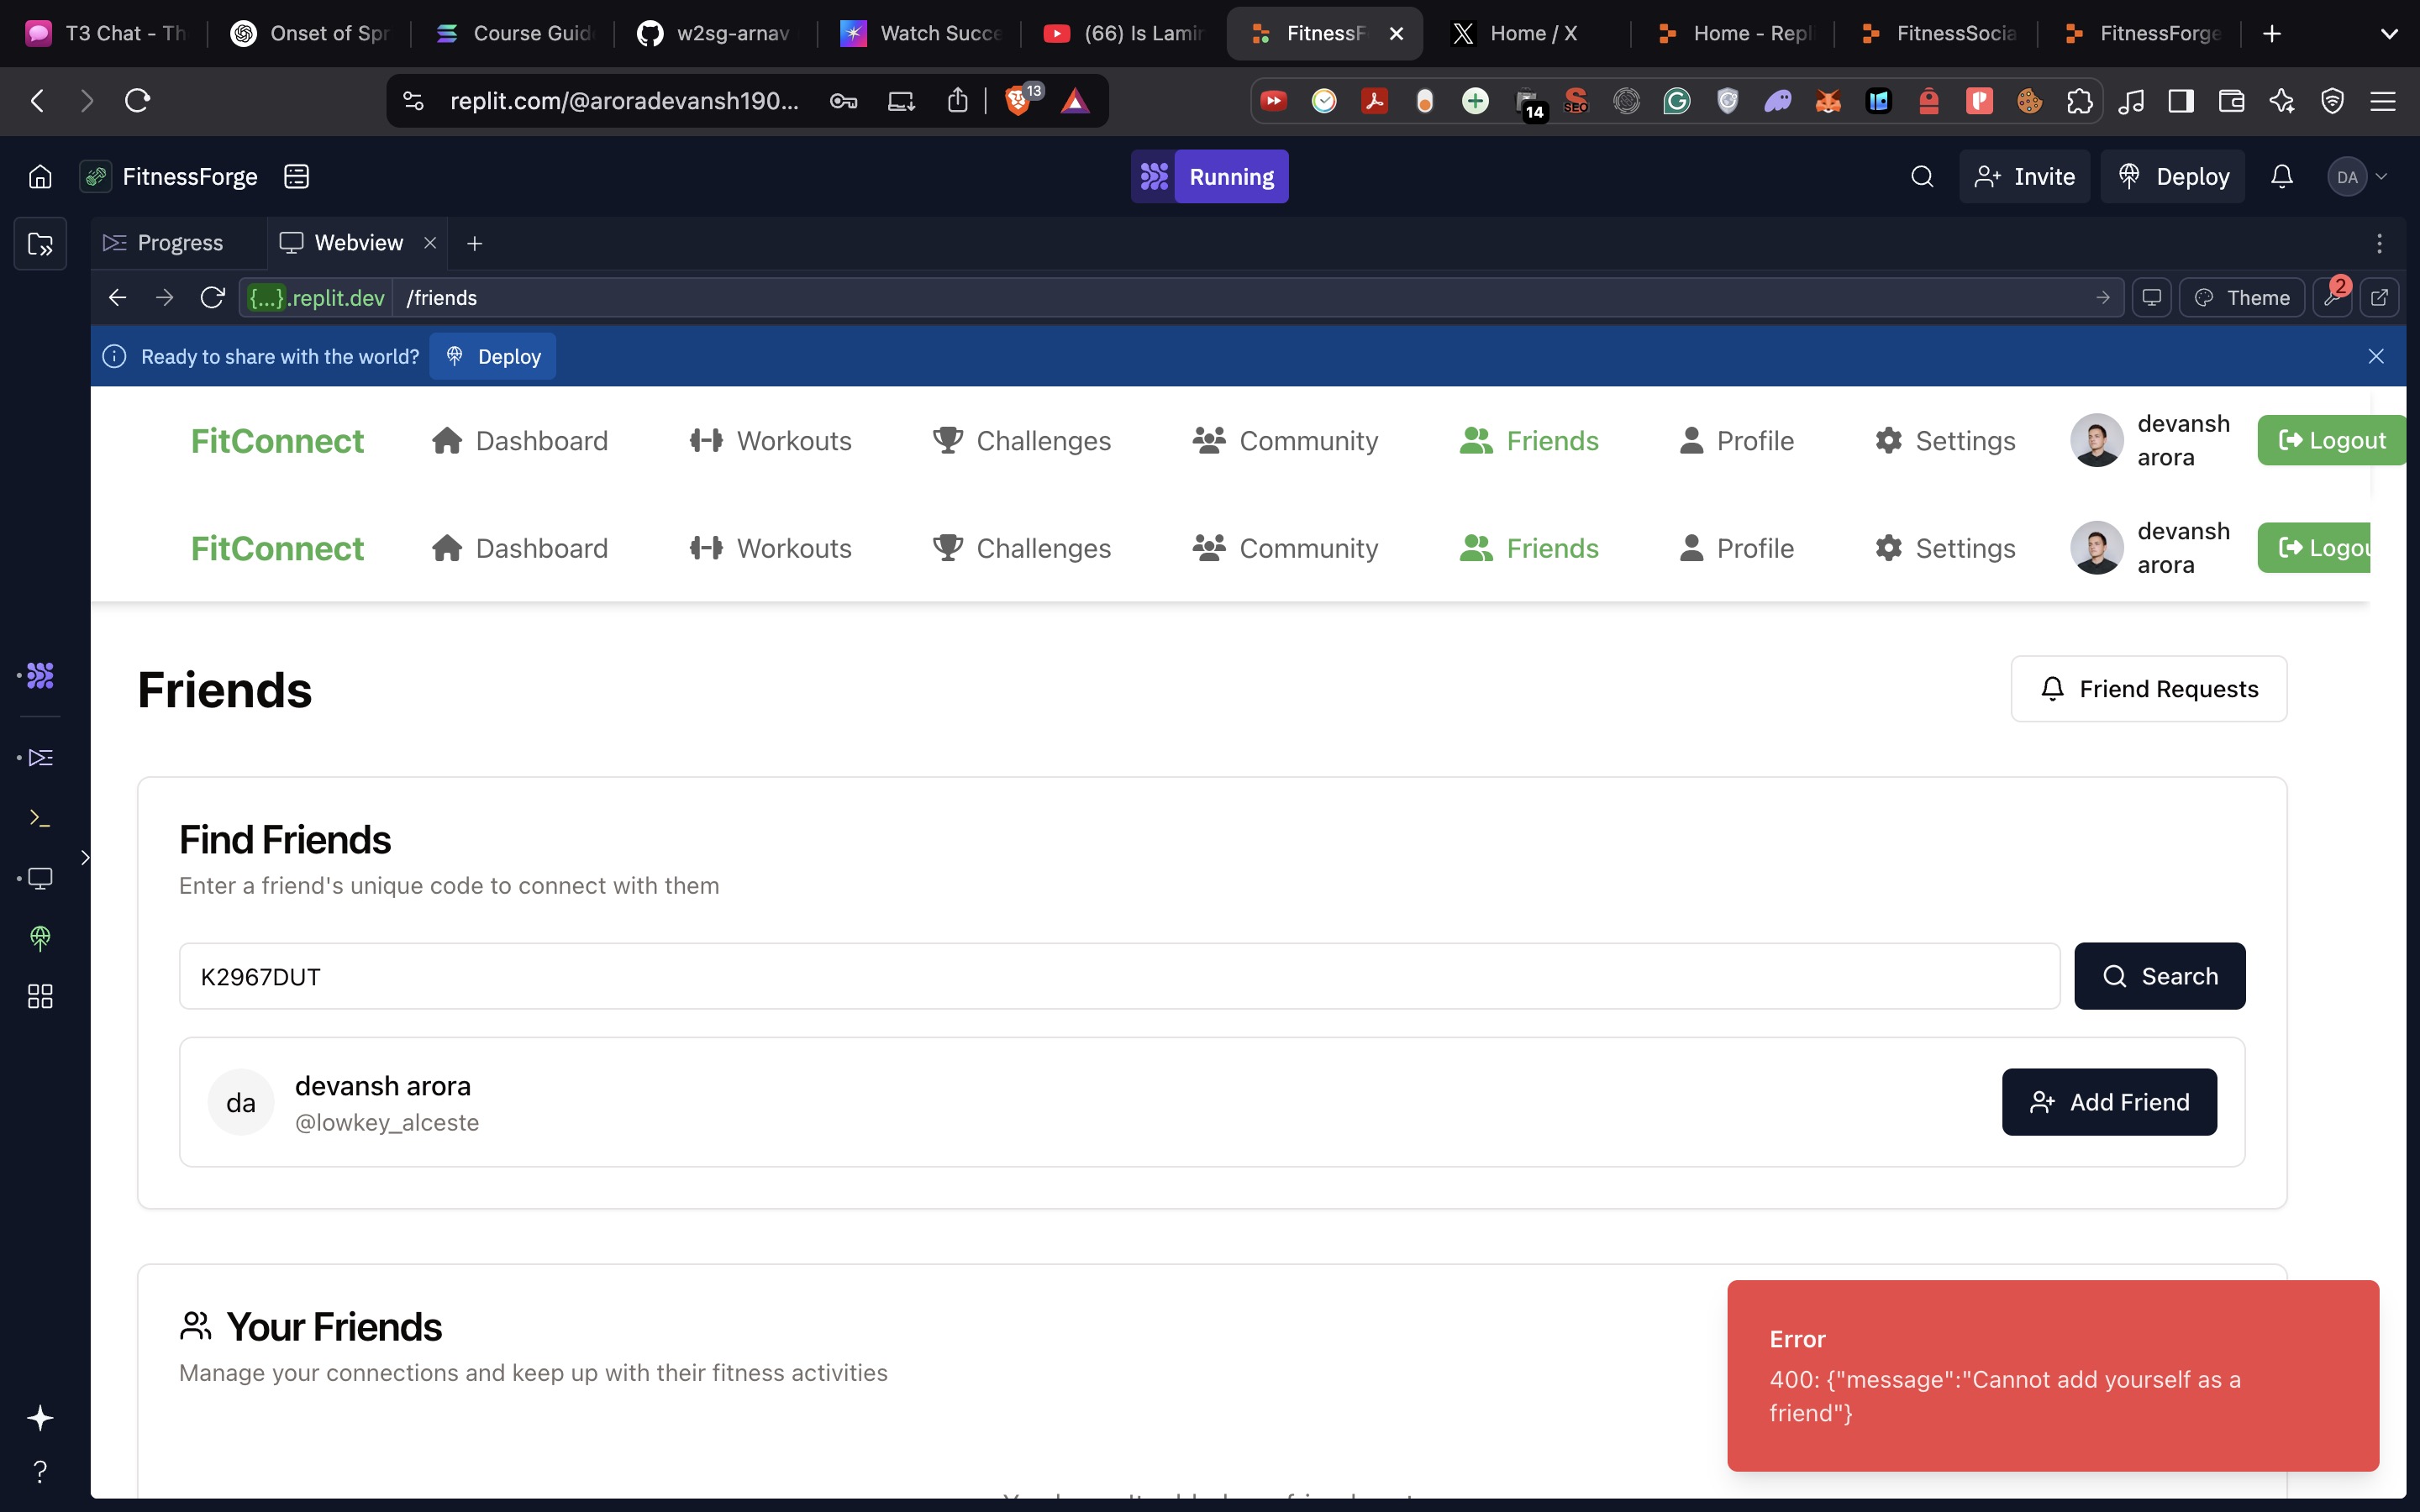 T3 Chat - Th
Onset of Spr
Course Guid
w2sg-arnav
Watch Succe
(66) Is Lamin
FitnessF
Home / X
Home - Repl
FitnessSocia
FitnessForge
replit.com/@aroradevansh190...
13
14
SEO
FitnessForge
Running
Invite
Deploy
DA
Progress
Webview
{...}.replit.dev
/friends
Theme
2
Ready to share with the world?
Deploy
FitConnect
Dashboard
Workouts
Challenges
Community
Friends
Profile
Settings
devansh
arora
Logout
FitConnect
Dashboard
Workouts
Challenges
Community
Friends
Profile
Settings
devansh
arora
Logou
Friends
Friend Requests
Find Friends
Enter a friend's unique code to connect with them
K2967DUT
Search
da
devansh arora
@lowkey_alceste
Add Friend
Your Friends
Manage your connections and keep up with their fitness activities
Error
400: {"message":"Cannot add yourself as a
friend"}